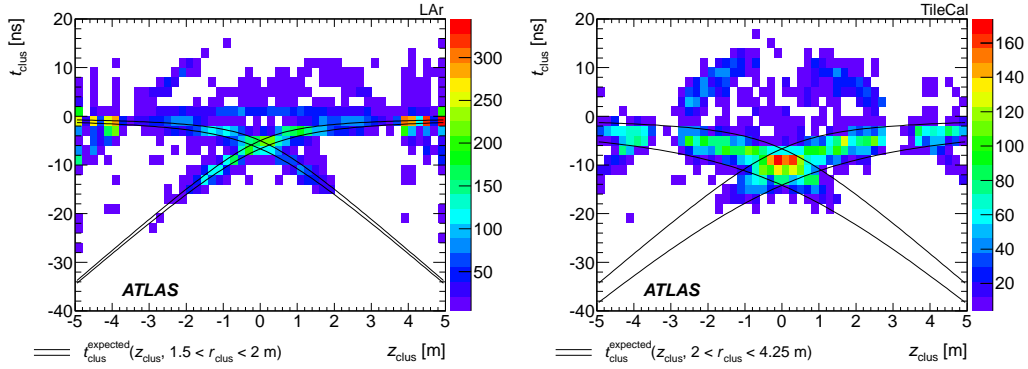 LAr
t_clus [ns]
20
10
0
-10
-20
-30
-40
ATLAS
-5 -4 -3 -2 -1 0 1 2 3 4 5
z_clus [m]
50
100
150
200
250
300
t_clus^expected(z_clus, 1.5 < r_clus < 2 m)
TileCal
t_clus [ns]
20
10
0
-10
-20
-30
-40
ATLAS
-5 -4 -3 -2 -1 0 1 2 3 4 5
z_clus [m]
160
140
120
100
80
60
40
20
t_clus^expected(z_clus, 2 < r_clus < 4.25 m)